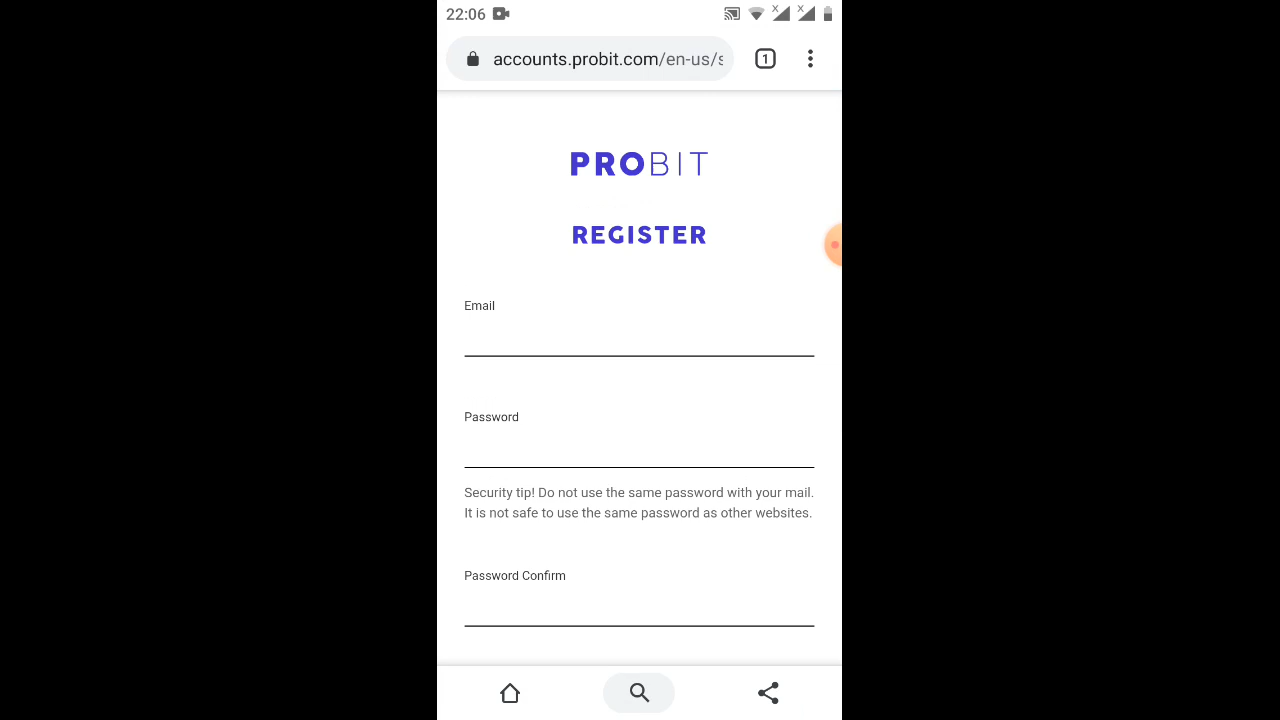 22:06
accounts.probit.com/en-us/s
1
PROBIT
REGISTER
Email
Password
Security tip! Do not use the same password with your mail.
It is not safe to use the same password as other websites.
Password Confirm